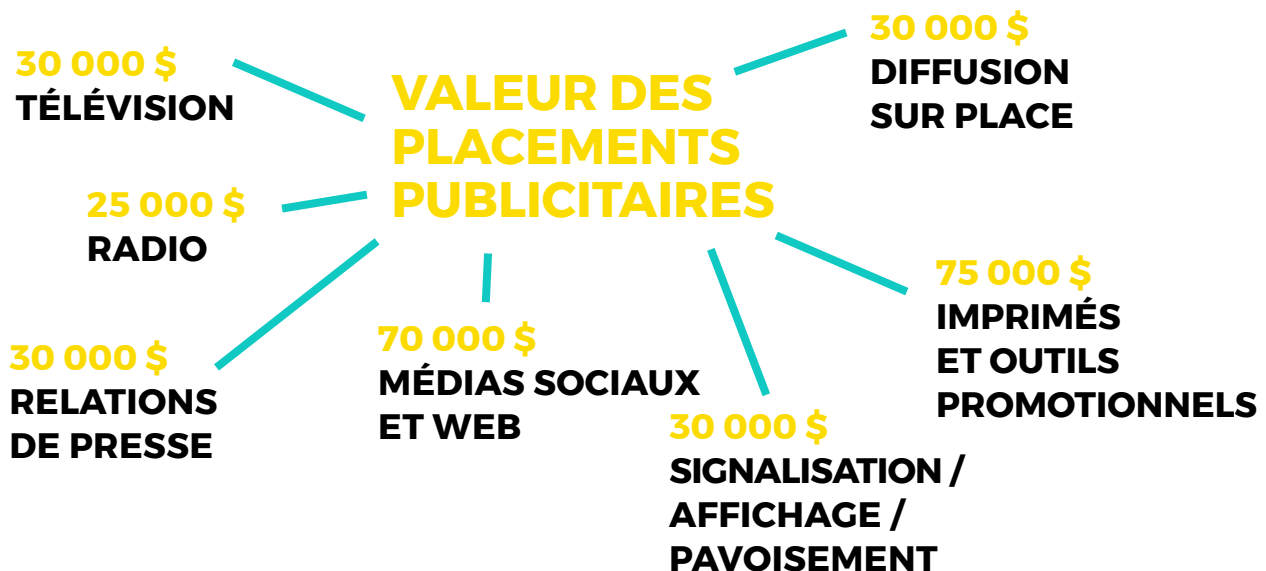 VALEUR DES
PLACEMENTS
PUBLICITAIRES
30 000 $
TÉLÉVISION
25 000 $
RADIO
30 000 $
RELATIONS
DE PRESSE
70 000 $
MÉDIAS SOCIAUX
ET WEB
30 000 $
SIGNALISATION /
AFFICHAGE /
PAVOISEMENT
75 000 $
IMPRIMÉS
ET OUTILS
PROMOTIONNELS
30 000 $
DIFFUSION
SUR PLACE